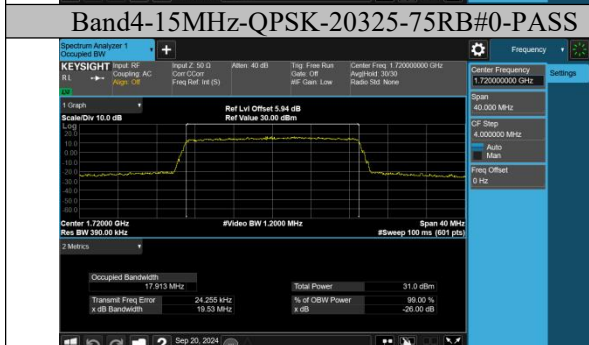 Band4-15MHz-QPSK-20325-75RB#0-PASS
Spectrum Analyzer 1
Occupied BW
Frequency
KEYSIGHT Input: RF Input Z: 50 Ω Atten: 40 dB Trig: Free Run Center Freq: 1.720000000 GHz
RL Coupling: AC Corr CCorr Gate: Off Avg|Hold: 30/30
Align: Off Freq Ref: Int (S) #IF Gain: Low Radio Std: None
Center Frequency
1.720000000 GHz
Settings
Span
40.000 MHz
CF Step
4.000000 MHz
Auto
Man
Freq Offset
0 Hz
1 Graph
Scale/Div 10.0 dB
Ref Lvl Offset 5.94 dB
Ref Value 30.00 dBm
Log
20.0
10.0
0.00
-10.0
-20.0
-30.0
-40.0
-50.0
-60.0
Center 1.72000 GHz #Video BW 1.2000 MHz Span 40 MHz
Res BW 390.00 kHz #Sweep 100 ms (601 pts)
2 Metrics
Occupied Bandwidth
17.913 MHz
Total Power 31.0 dBm
Transmit Freq Error 24.255 kHz % of OBW Power 99.00 %
x dB Bandwidth 19.53 MHz x dB -26.00 dB
Sep 20, 2024